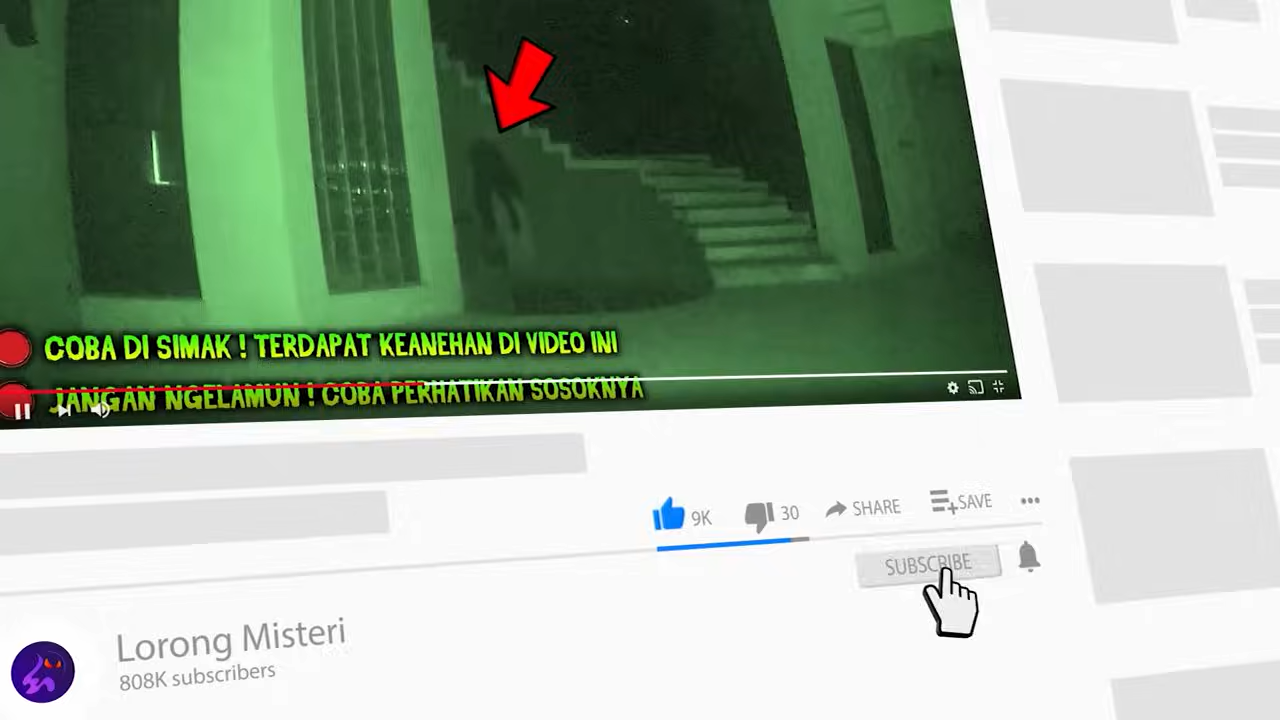 COBA DI SIMAK ! TERDAPAT KEANEHAN DI VIDEO INI
JANGAN NGELAMUN ! COBA PERHATIKAN SOSOKNYA
9K
30
SHARE
SAVE
SUBSCRIBE
Lorong Misteri
808K subscribers